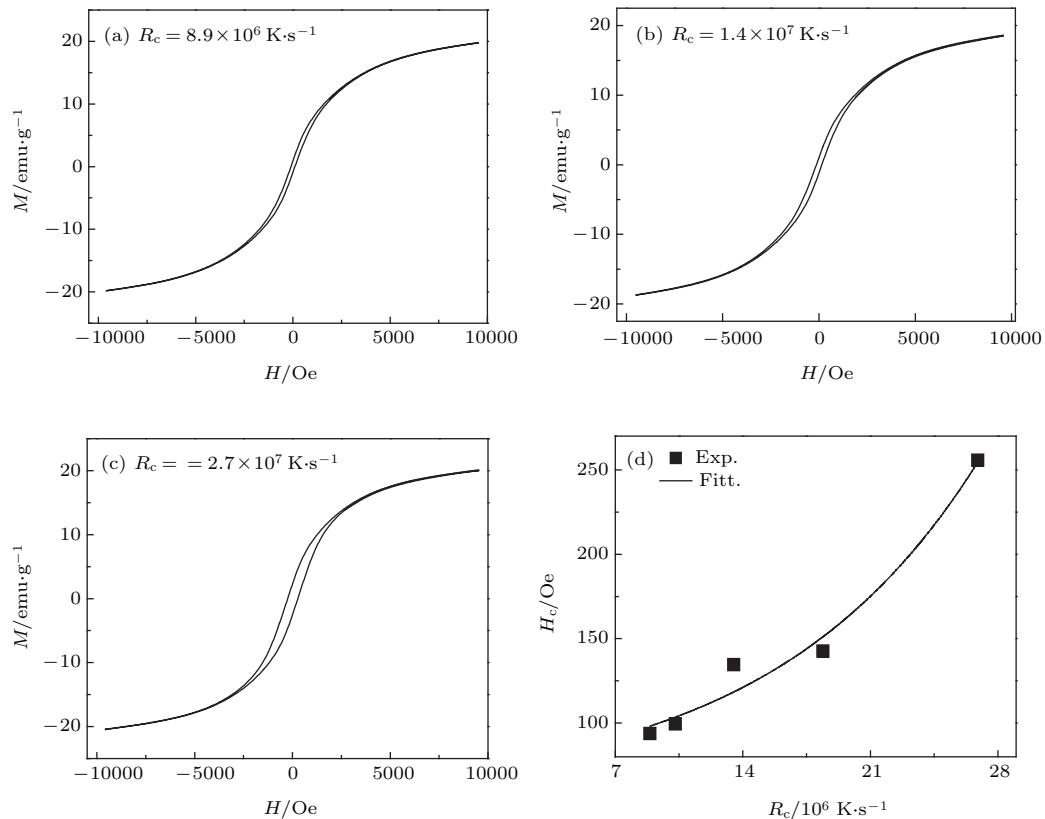 (a) Rc = 8.9×10⁶ K·s⁻¹
20
10
0
−10
−20
M/emu·g⁻¹
−10000 −5000 0 5000 10000
H/Oe
(b) Rc = 1.4×10⁷ K·s⁻¹
20
10
0
−10
−20
M/emu·g⁻¹
−10000 −5000 0 5000 10000
H/Oe
(c) Rc = = 2.7×10⁷ K·s⁻¹
20
10
0
−10
−20
M/emu·g⁻¹
−10000 −5000 0 5000 10000
H/Oe
(d) Exp.
Fitt.
250
200
150
100
Hc/Oe
7 14 21 28
Rc/10⁶ K·s⁻¹